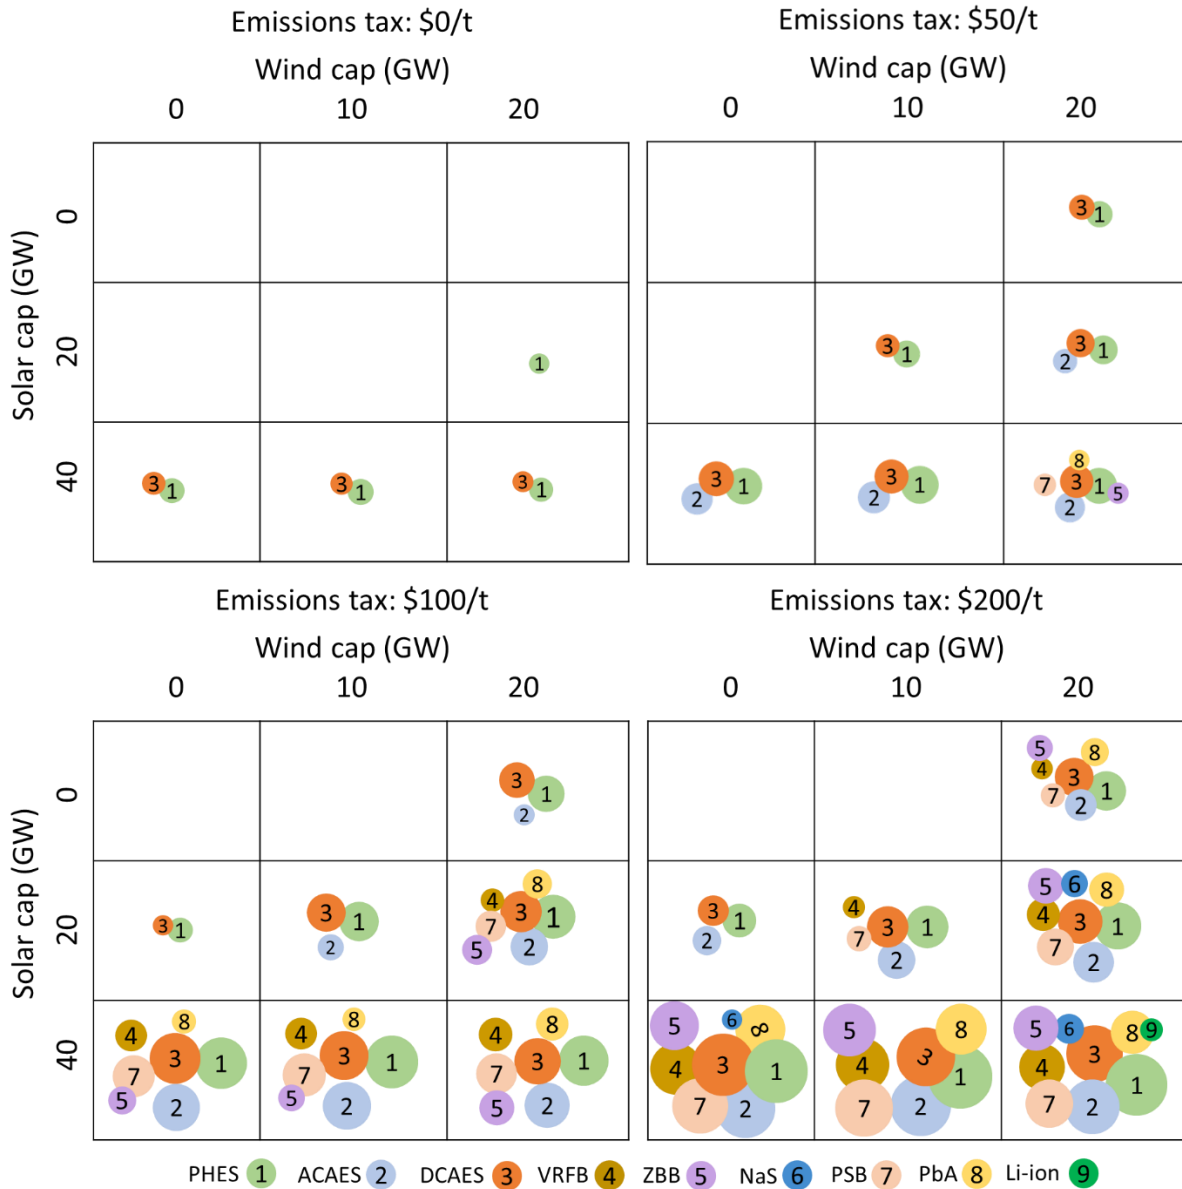 Emissions tax: $0/t
Wind cap (GW)
0 10 20
Solar cap (GW)
0
20
1
40
3 1 3 1 3 1
Emissions tax: $50/t
Wind cap (GW)
0 10 20
3 1
3 1 3 1 2
3 1 2 3 1 2 8 7 3 1 5 2
Emissions tax: $100/t
Wind cap (GW)
0 10 20
Solar cap (GW)
0
3 1 2
20
3 1 3 1 2 8 4 3 1 7 5 2
40
4 8 3 1 7 5 2 4 8 3 1 7 5 2 4 8 3 1 7 5 2
Emissions tax: $200/t
Wind cap (GW)
0 10 20
5 8 4 3 1 7 2
3 1 2 4 3 1 7 2 5 6 8 4 3 1 7 2
5 6 8 4 3 1 7 2 5 8 4 3 1 7 2 5 6 8 9 4 3 1 7 2
PHES 1 ACAES 2 DCAES 3 VRFB 4 ZBB 5 NaS 6 PSB 7 PbA 8 Li-ion 9